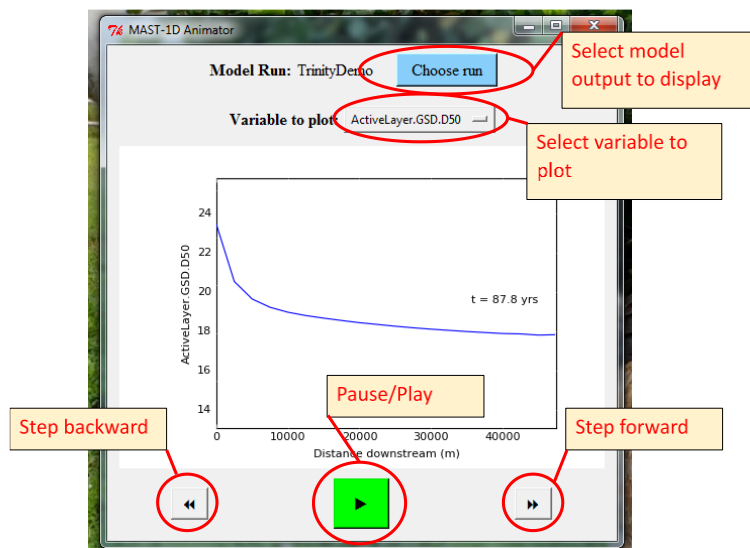 MAST-1D Animator
Model Run: TrinityDemo Choose run
Select model
output to display
Variable to plot: ActiveLayer.GSD.D50
Select variable to
plot
24
22
20
18
16
14
ActiveLayer.GSD.D50
t = 87.8 yrs
0 10000 20000 30000 40000
Distance downstream (m)
Pause/Play
Step backward
Step forward